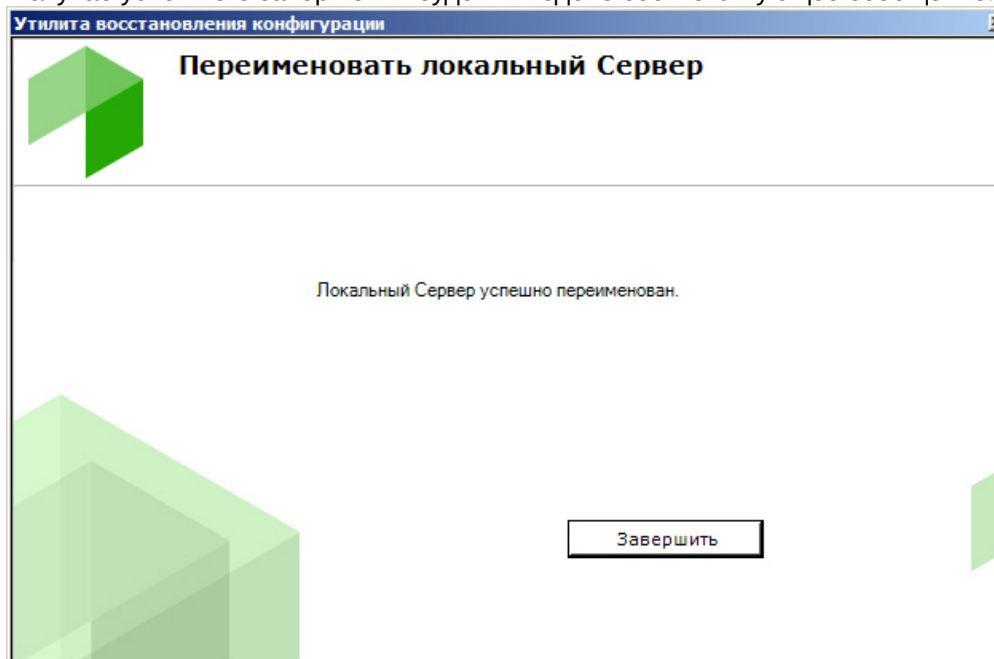 Утилита восстановления конфигурации
Переименовать локальный Сервер
Локальный Сервер успешно переименован.
Завершить